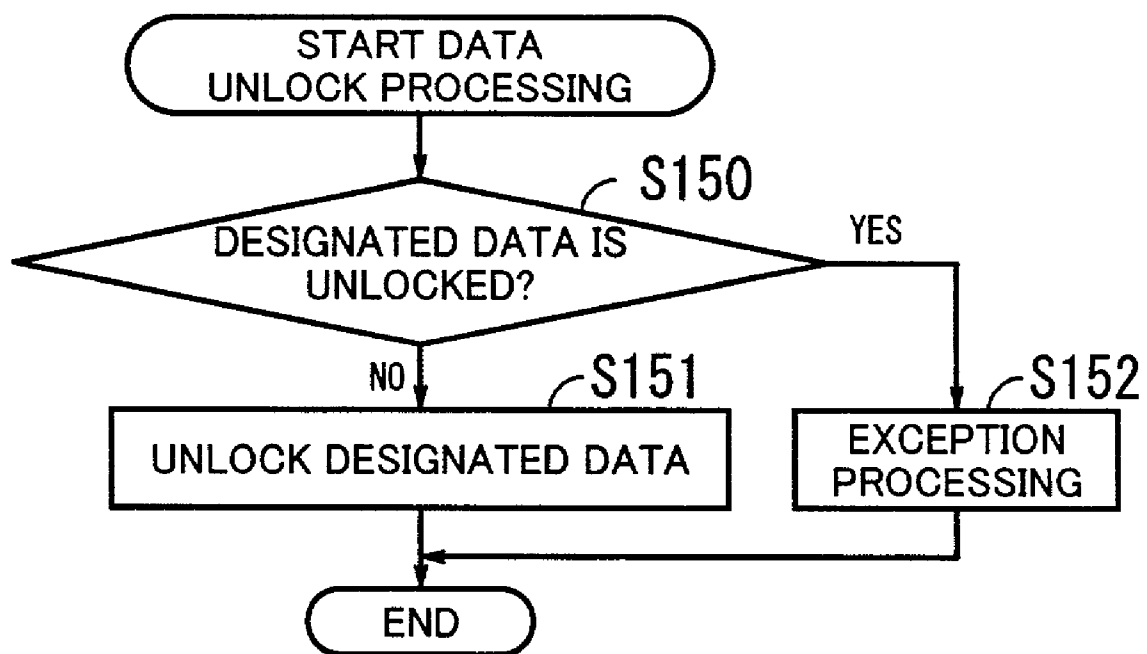 START DATA
UNLOCK PROCESSING
S150
DESIGNATED DATA IS
UNLOCKED?
YES
NO
S151
UNLOCK DESIGNATED DATA
S152
EXCEPTION
PROCESSING
END